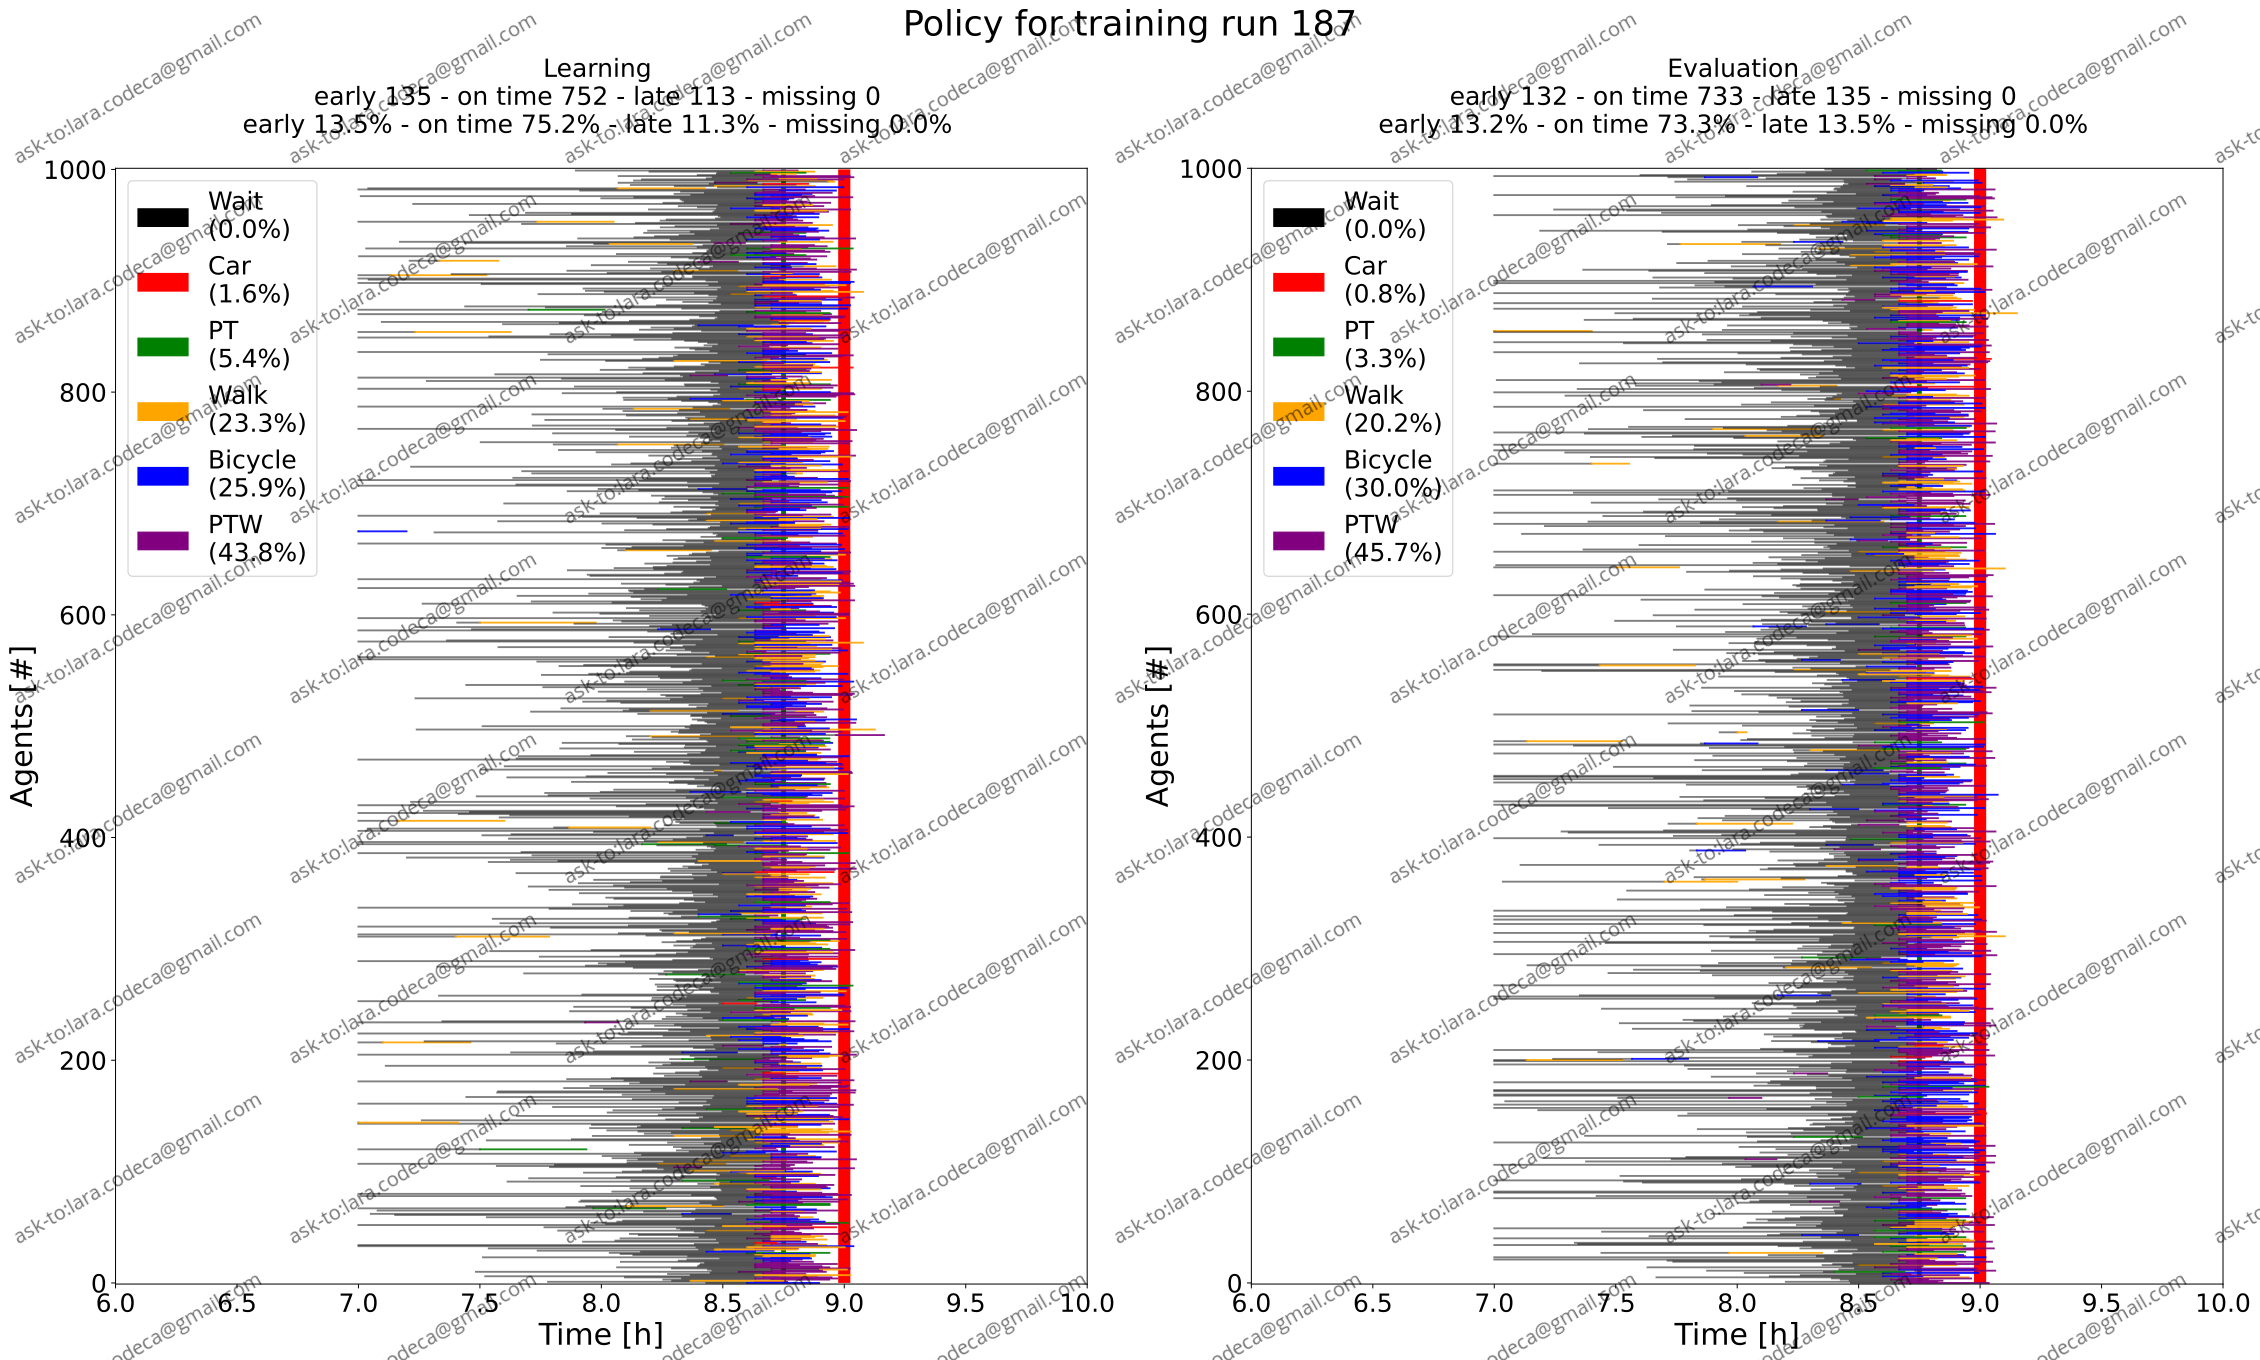 Policy for training run 187
Learning
early 135 - on time 752 - late 113 - missing 0
early 13.5% - on time 75.2% - late 11.3% - missing 0.0%
Wait
(0.0%)
Car
(1.6%)
PT
(5.4%)
Walk
(23.3%)
Bicycle
(25.9%)
PTW
(43.8%)
1000
800
600
400
200
0
Agents [#]
6.0 6.5 7.0 7.5 8.0 8.5 9.0 9.5 10.0
Time [h]
Evaluation
early 132 - on time 733 - late 135 - missing 0
early 13.2% - on time 73.3% - late 13.5% - missing 0.0%
Wait
(0.0%)
Car
(0.8%)
PT
(3.3%)
Walk
(20.2%)
Bicycle
(30.0%)
PTW
(45.7%)
1000
800
600
400
200
0
Agents [#]
6.0 6.5 7.0 7.5 8.0 8.5 9.0 9.5 10.0
Time [h]
ask-to:lara.codeca@gmail.com